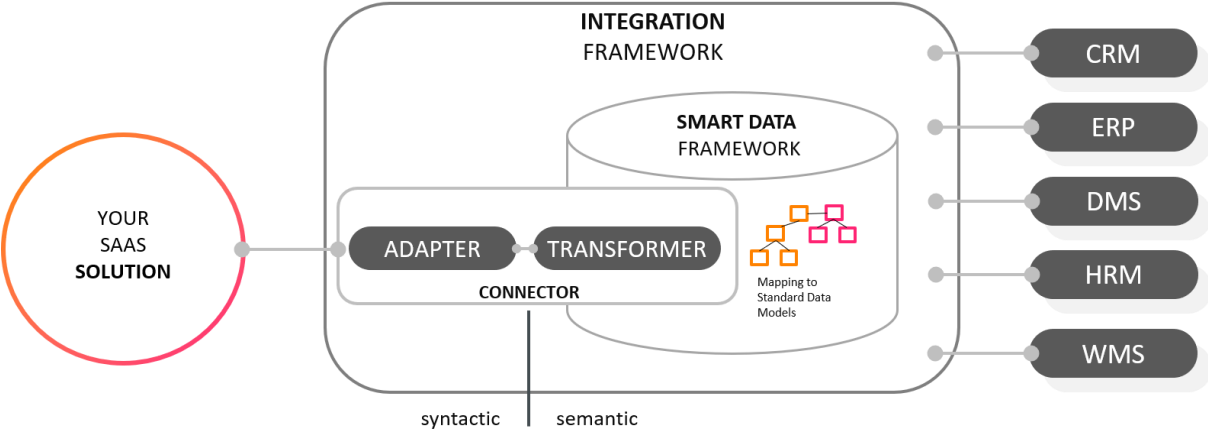 INTEGRATION
FRAMEWORK
SMART DATA
FRAMEWORK
YOUR
SAAS
SOLUTION
ADAPTER
TRANSFORMER
CONNECTOR
Mapping to
Standard Data
Models
syntactic
semantic
CRM
ERP
DMS
HRM
WMS